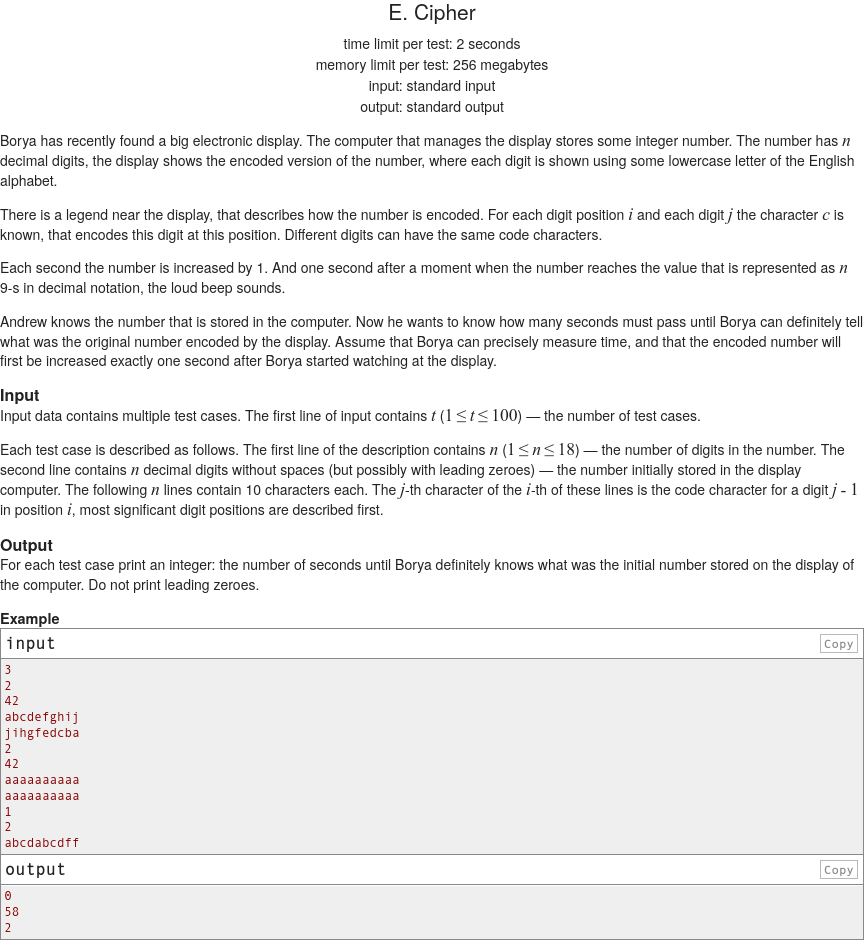 E. Cipher
time limit per test: 2 seconds
memory limit per test: 256 megabytes
input: standard input
output: standard output
Borya has recently found a big electronic display. The computer that manages the display stores some integer number. The number has n
decimal digits, the display shows the encoded version of the number, where each digit is shown using some lowercase letter of the English
alphabet.
There is a legend near the display, that describes how the number is encoded. For each digit position i and each digit j the character c is
known, that encodes this digit at this position. Different digits can have the same code characters.
Each second the number is increased by 1. And one second after a moment when the number reaches the value that is represented as n
9-s in decimal notation, the loud beep sounds.
Andrew knows the number that is stored in the computer. Now he wants to know how many seconds must pass until Borya can definitely tell
what was the original number encoded by the display. Assume that Borya can precisely measure time, and that the encoded number will
first be increased exactly one second after Borya started watching at the display.
Input
Input data contains multiple test cases. The first line of input contains t (1 ≤ t ≤ 100) — the number of test cases.
Each test case is described as follows. The first line of the description contains n (1 ≤ n ≤ 18) — the number of digits in the number. The
second line contains n decimal digits without spaces (but possibly with leading zeroes) — the number initially stored in the display
computer. The following n lines contain 10 characters each. The j-th character of the i-th of these lines is the code character for a digit j - 1
in position i, most significant digit positions are described first.
Output
For each test case print an integer: the number of seconds until Borya definitely knows what was the initial number stored on the display of
the computer. Do not print leading zeroes.
Example
input Copy
3
2
42
abcdefghij
jihgfedcba
2
42
aaaaaaaaaa
aaaaaaaaaa
1
2
abcdabcdff
output Copy
0
58
2